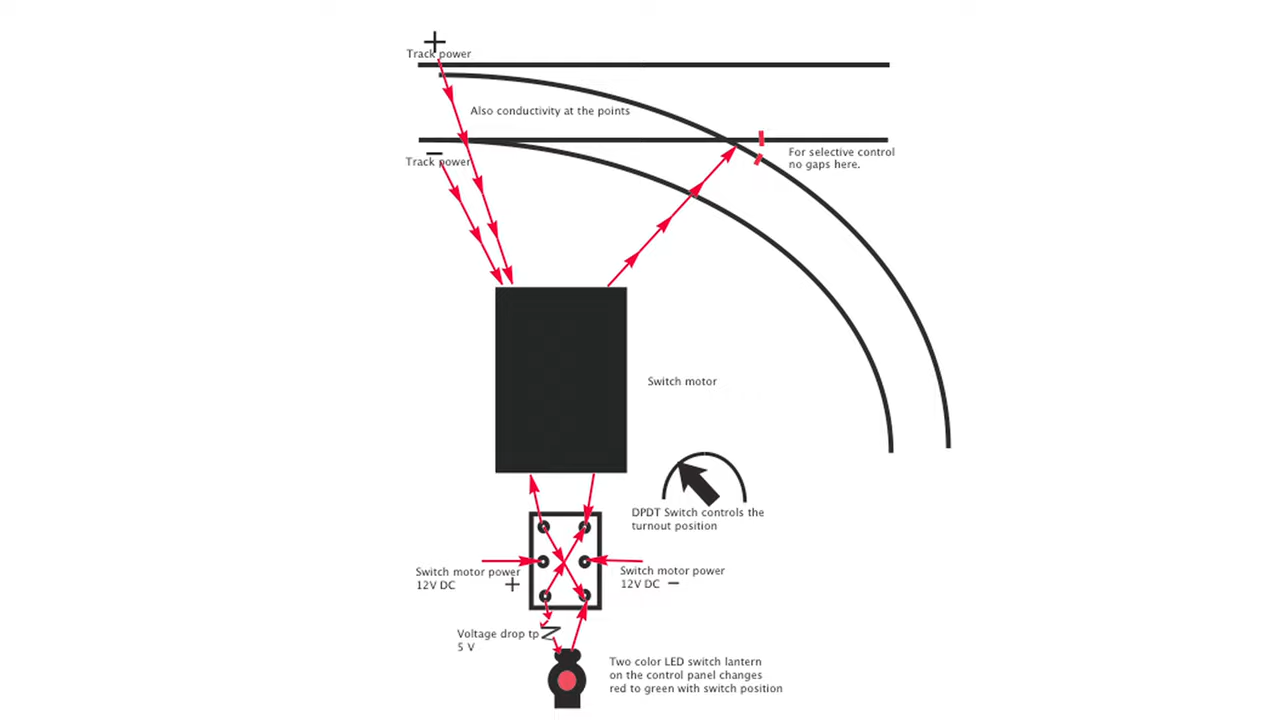 +
Track power
Also conductivity at the points
−
Track power
For selective control
no gaps here.
Switch motor
DPDT Switch controls the
turnout position
Switch motor power
12V DC +
Switch motor power
12V DC −
Voltage drop tp
5 V
Two color LED switch lantern
on the control panel changes
red to green with switch position